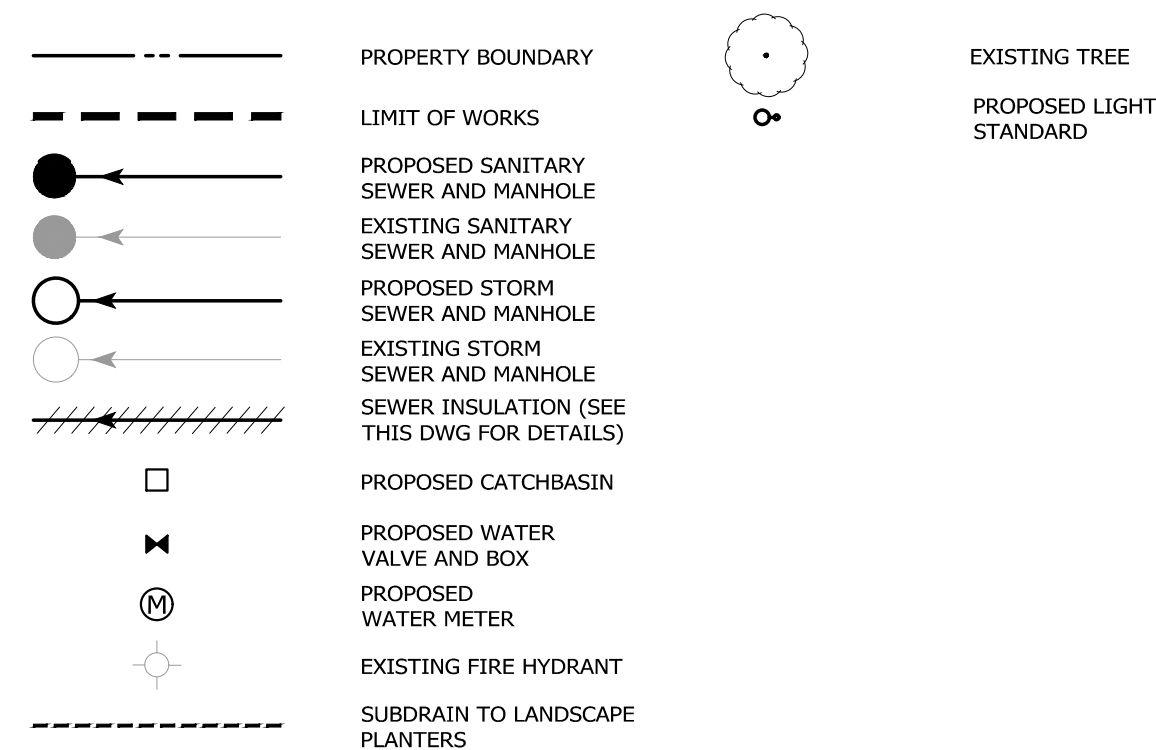 PROPERTY BOUNDARY
LIMIT OF WORKS
PROPOSED SANITARY
SEWER AND MANHOLE
EXISTING SANITARY
SEWER AND MANHOLE
PROPOSED STORM
SEWER AND MANHOLE
EXISTING STORM
SEWER AND MANHOLE
SEWER INSULATION (SEE
THIS DWG FOR DETAILS)
PROPOSED CATCHBASIN
PROPOSED WATER
VALVE AND BOX
M
PROPOSED
WATER METER
EXISTING FIRE HYDRANT
SUBDRAIN TO LANDSCAPE
PLANTERS
EXISTING TREE
PROPOSED LIGHT
STANDARD